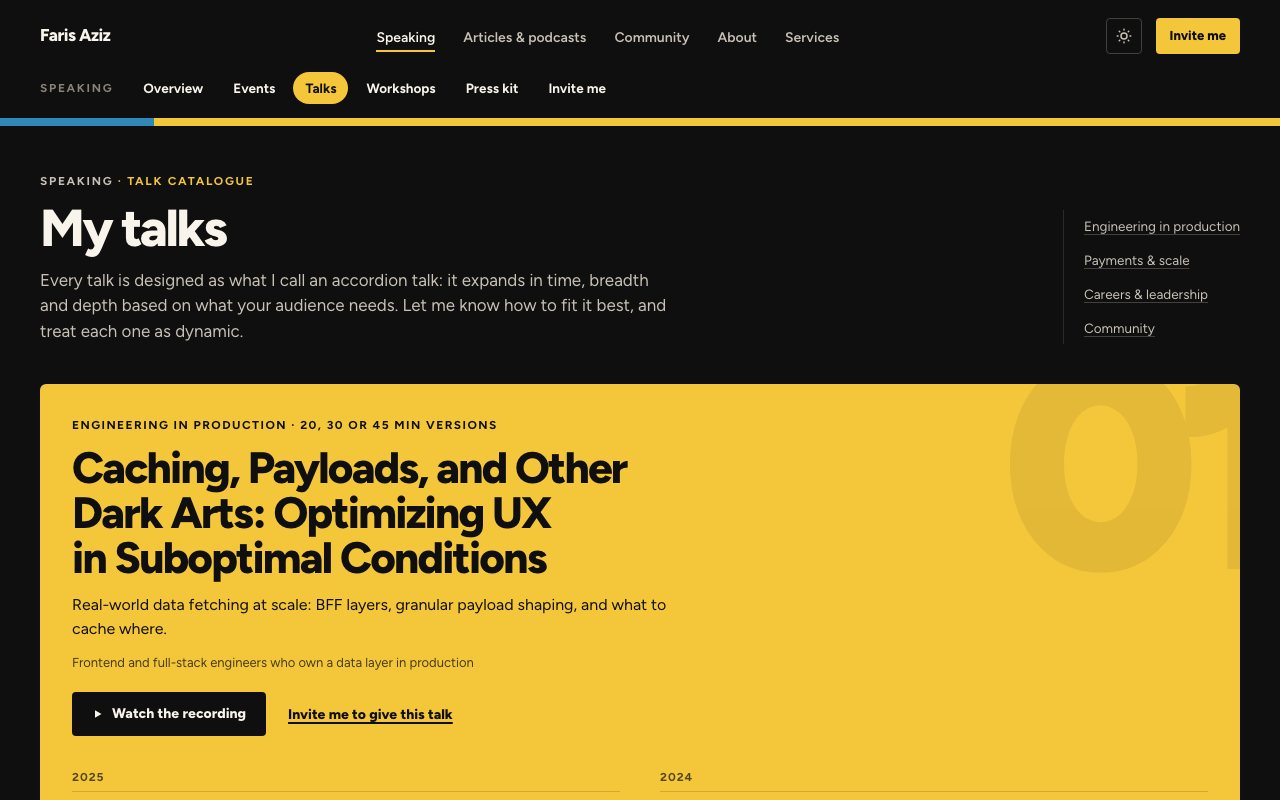 Faris Aziz
Speaking
Articles & podcasts
Community
About
Services
Invite me
SPEAKING
Overview
Events
Talks
Workshops
Press kit
Invite me
SPEAKING · TALK CATALOGUE
My talks
Every talk is designed as what I call an accordion talk: it expands in time, breadth
and depth based on what your audience needs. Let me know how to fit it best, and
treat each one as dynamic.
Engineering in production
Payments & scale
Careers & leadership
Community
01
ENGINEERING IN PRODUCTION · 20, 30 OR 45 MIN VERSIONS
Caching, Payloads, and Other
Dark Arts: Optimizing UX
in Suboptimal Conditions
Real-world data fetching at scale: BFF layers, granular payload shaping, and what to
cache where.
Frontend and full-stack engineers who own a data layer in production
Watch the recording
Invite me to give this talk
2025
2024